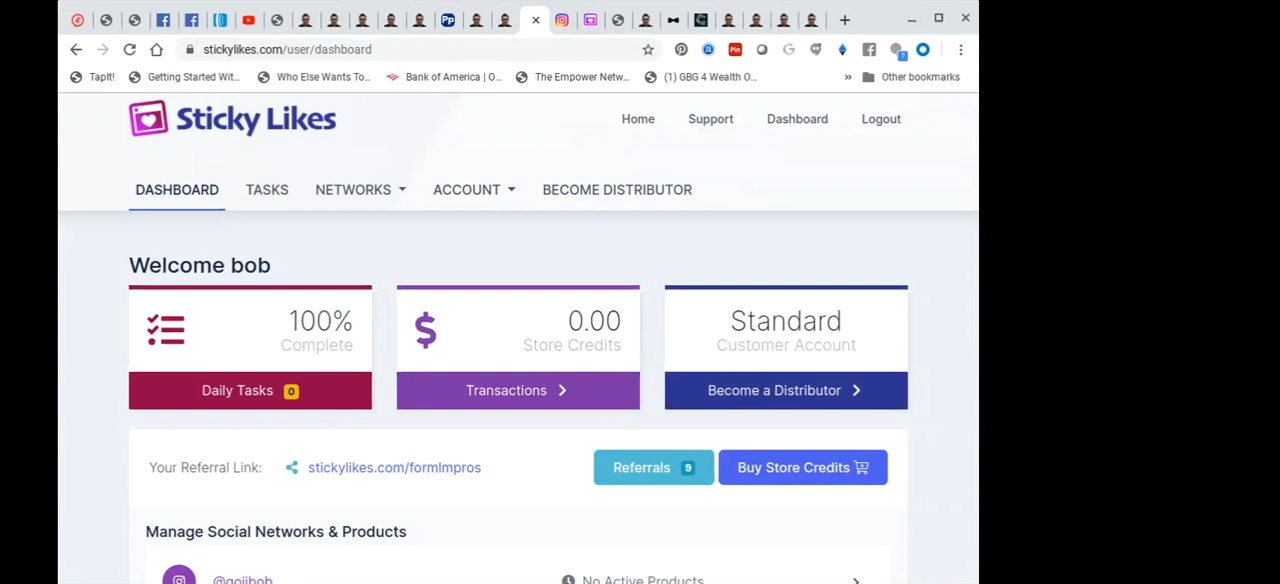 stickylikes.com/user/dashboard
TapIt!
Getting Started Wit...
Who Else Wants To...
Bank of America | O...
The Empower Netw...
(1) GBG 4 Wealth O...
» Other bookmarks
Sticky Likes
Home
Support
Dashboard
Logout
DASHBOARD
TASKS
NETWORKS
ACCOUNT
BECOME DISTRIBUTOR
Welcome bob
100%
Complete
Daily Tasks 0
$ 0.00
Store Credits
Transactions
Standard
Customer Account
Become a Distributor
Your Referral Link: stickylikes.com/formlmpros
Referrals 9
Buy Store Credits
Manage Social Networks & Products
@gojibob
No Active Products